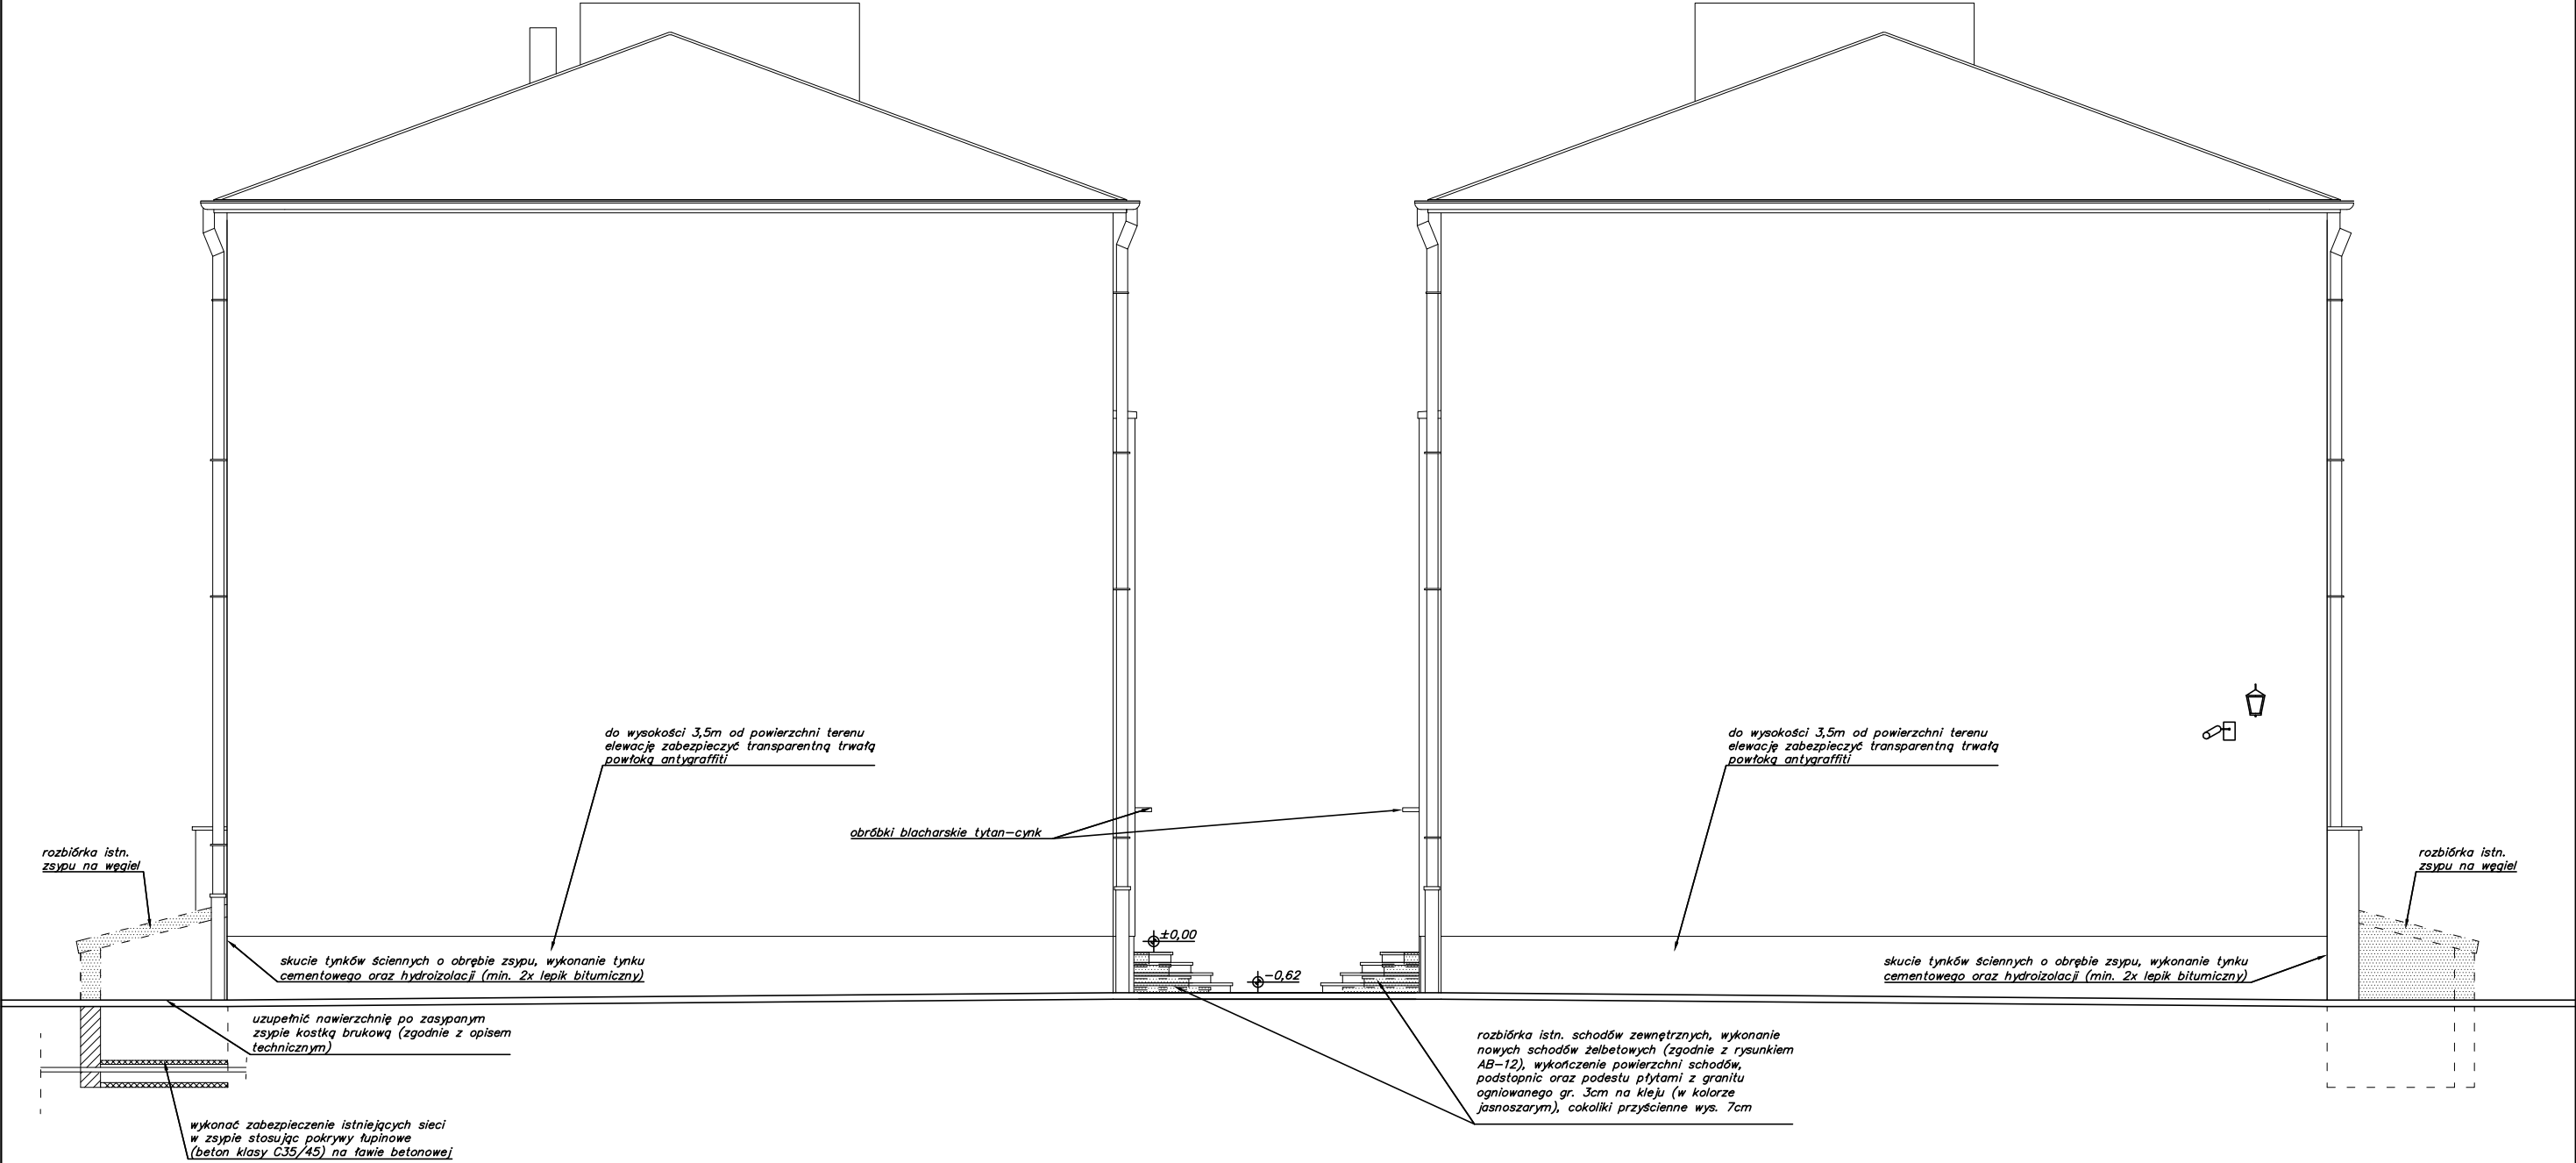 do wysokości 3,5m od powierzchni terenu
elewację zabezpieczyć transparentną trwałą
powłoką antygraffiti
do wysokości 3,5m od powierzchni terenu
elewację zabezpieczyć transparentną trwałą
powłoką antygraffiti
obróbki blacharskie tytan-cynk
rozbiórka istn.
zsypu na węgiel
rozbiórka istn.
zsypu na węgiel
±0,00
-0,62
skucie tynków ściennych o obrębie zsypu, wykonanie tynku
cementowego oraz hydroizolacji (min. 2x lepik bitumiczny)
skucie tynków ściennych o obrębie zsypu, wykonanie tynku
cementowego oraz hydroizolacji (min. 2x lepik bitumiczny)
uzupełnić nawierzchnię po zasypanym
zsypie kostką brukową (zgodnie z opisem
technicznym)
rozbiórka istn. schodów zewnętrznych, wykonanie
nowych schodów żelbetowych (zgodnie z rysunkiem
AB-12), wykończenie powierzchni schodów,
podstopnic oraz podestu płytami z granitu
ogniowanego gr. 3cm na kleju (w kolorze
jasnoszarym), cokoliki przyścienne wys. 7cm
wykonać zabezpieczenie istniejących sieci
w zsypie stosując pokrywy łupinowe
(beton klasy C35/45) na ławie betonowej